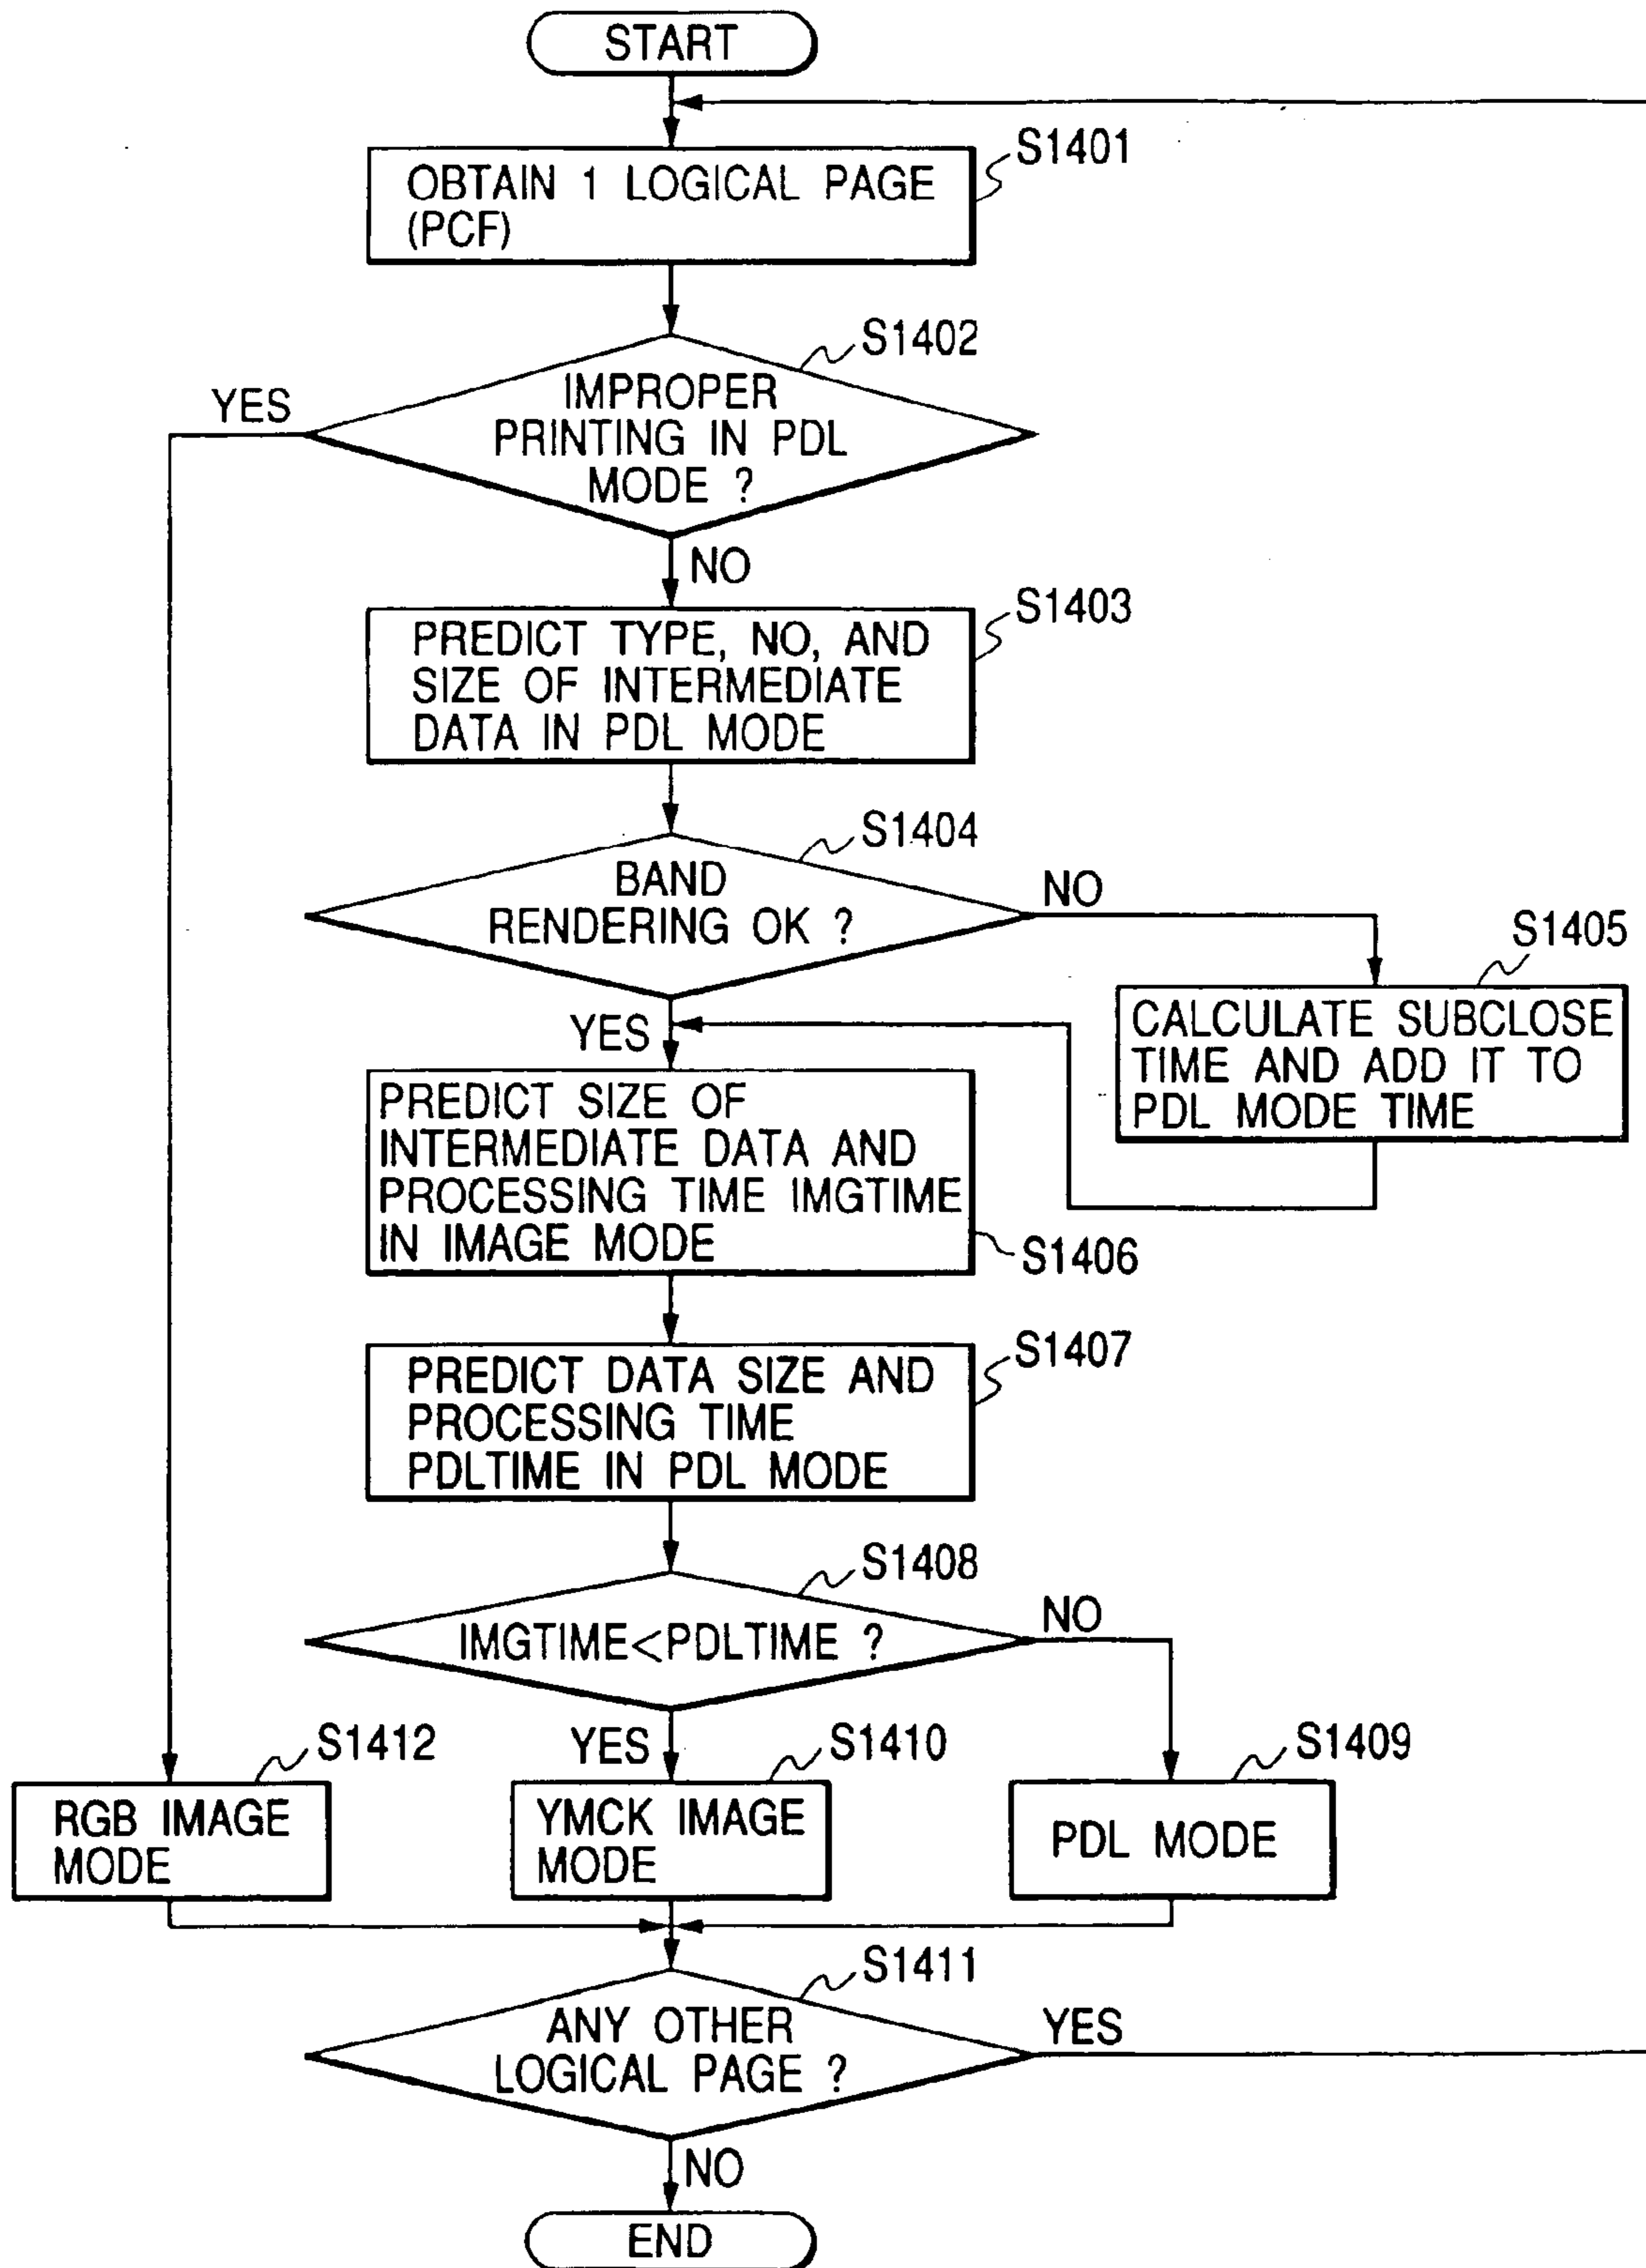 START
S1401
OBTAIN 1 LOGICAL PAGE
(PCF)
S1402
YES
IMPROPER
PRINTING IN PDL
MODE ?
NO
S1403
PREDICT TYPE, NO, AND
SIZE OF INTERMEDIATE
DATA IN PDL MODE
S1404
BAND
RENDERING OK ?
NO
S1405
YES
CALCULATE SUBCLOSE
TIME AND ADD IT TO
PDL MODE TIME
PREDICT SIZE OF
INTERMEDIATE DATA AND
PROCESSING TIME IMGTIME
IN IMAGE MODE
S1406
S1407
PREDICT DATA SIZE AND
PROCESSING TIME
PDLTIME IN PDL MODE
S1408
IMGTIME<PDLTIME ?
NO
S1412
YES
S1410
S1409
RGB IMAGE
MODE
YMCK IMAGE
MODE
PDL MODE
S1411
ANY OTHER
LOGICAL PAGE ?
YES
NO
END